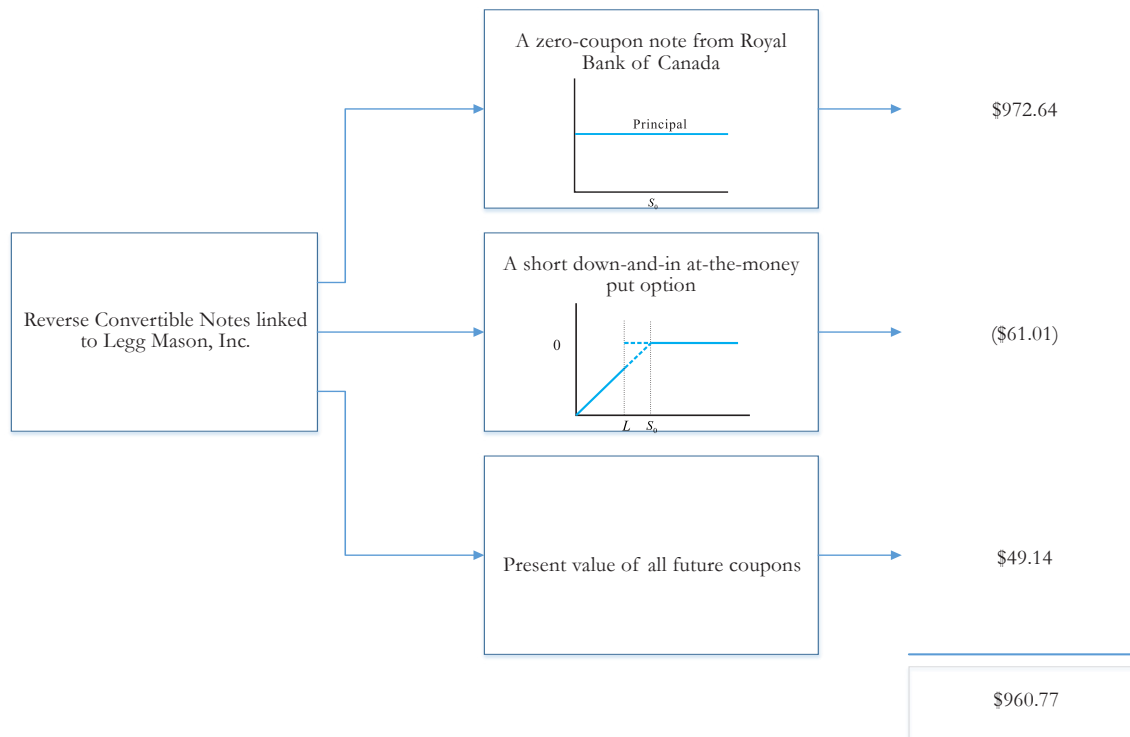 A zero-coupon note from Royal
Bank of Canada
Principal
S₀
$972.64
Reverse Convertible Notes linked
to Legg Mason, Inc.
A short down-and-in at-the-money
put option
0
L S₀
($61.01)
Present value of all future coupons
$49.14
$960.77